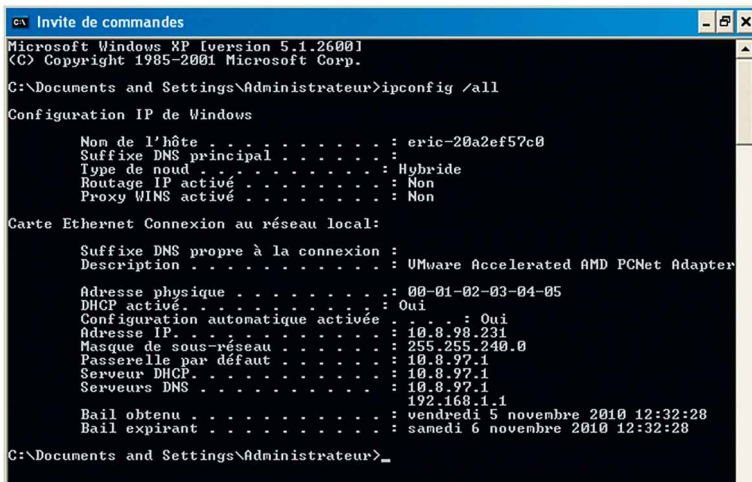 Invite de commandes
Microsoft Windows XP [version 5.1.2600]
(C) Copyright 1985-2001 Microsoft Corp.
C:\Documents and Settings\Administrateur>ipconfig /all
Configuration IP de Windows
Nom de l'hôte . . . . . . . . . . : eric-20a2ef57c0
Suffixe DNS principal . . . . . . :
Type de noud . . . . . . . . . . : Hybride
Routage IP activé . . . . . . . . : Non
Proxy WINS activé . . . . . . . . : Non
Carte Ethernet Connexion au réseau local:
Suffixe DNS propre à la connexion :
Description . . . . . . . . . . . : VMware Accelerated AMD PCNet Adapter
Adresse physique . . . . . . . . .: 00-01-02-03-04-05
DHCP activé. . . . . . . . . . . : Oui
Configuration automatique activée . . . . : Oui
Adresse IP. . . . . . . . . . . . : 10.8.98.231
Masque de sous-réseau . . . . . . : 255.255.240.0
Passerelle par défaut . . . . . . : 10.8.97.1
Serveur DHCP. . . . . . . . . . . : 10.8.97.1
Serveurs DNS . . . . . . . . . . : 10.8.97.1
192.168.1.1
Bail obtenu . . . . . . . . . . . : vendredi 5 novembre 2010 12:32:28
Bail expirant . . . . . . . . . . : samedi 6 novembre 2010 12:32:28
C:\Documents and Settings\Administrateur>_